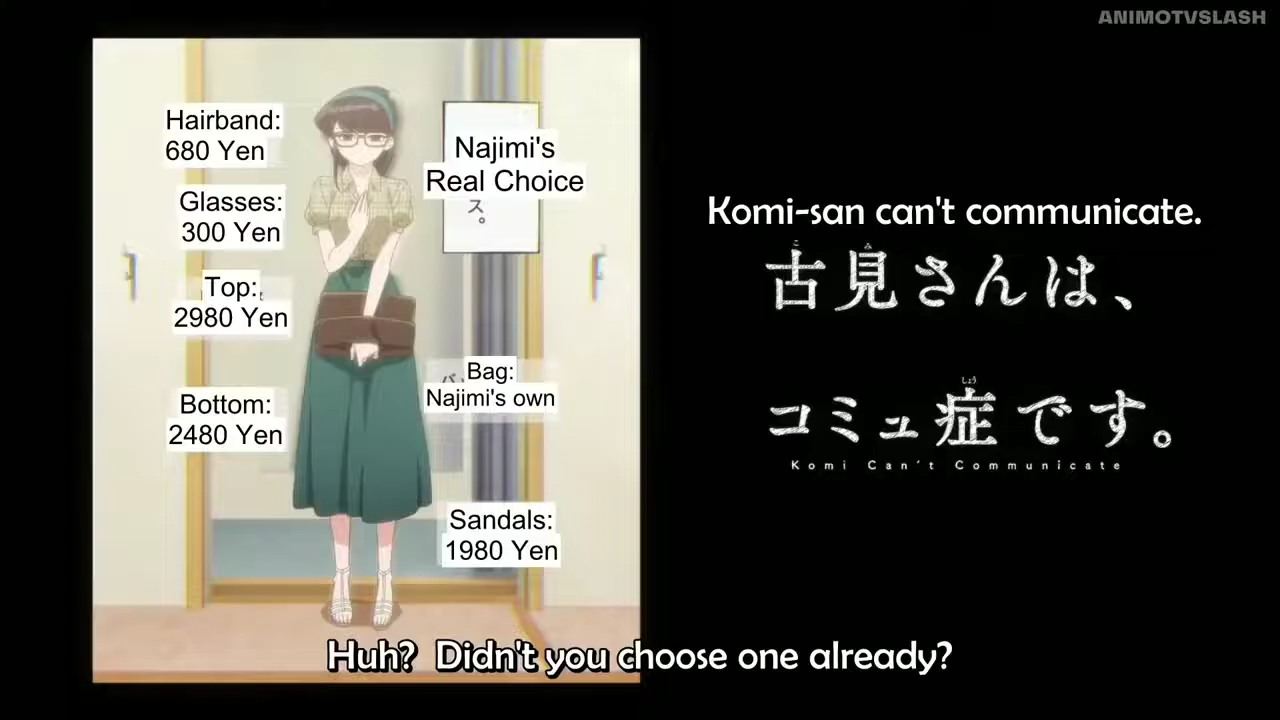 ANIMOTVSLASH
Hairband:
680 Yen
Glasses:
300 Yen
Top:
2980 Yen
Bottom:
2480 Yen
Najimi's
Real Choice
ス。
Bag:
Najimi's own
Sandals:
1980 Yen
Komi-san can't communicate.
古見さんは、
コミュ症です。
Komi Can't Communicate
Huh? Didn't you choose one already?